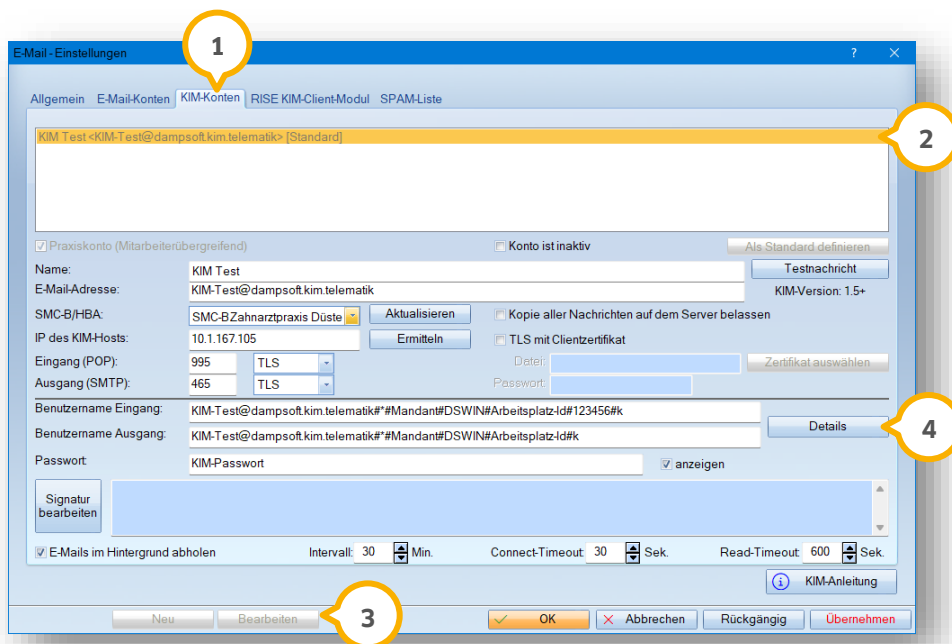 1
E-Mail - Einstellungen ? ×
Allgemein E-Mail-Konten KIM-Konten RISE KIM-Client-Modul SPAM-Liste
KIM Test <KIM-Test@dampsoft.kim.telematik> [Standard]
2
Praxiskonto (Mitarbeiterübergreifend) Konto ist inaktiv Als Standard definieren
Name: KIM Test Testnachricht
E-Mail-Adresse: KIM-Test@dampsoft.kim.telematik KIM-Version: 1.5+
SMC-B/HBA: SMC-BZahnarztpraxis Düste Aktualisieren Kopie aller Nachrichten auf dem Server belassen
IP des KIM-Hosts: 10.1.167.105 Ermitteln TLS mit Clientzertifikat
Eingang (POP): 995 TLS Datei: Zertifikat auswählen
Ausgang (SMTP): 465 TLS Passwort:
Benutzername Eingang: KIM-Test@dampsoft.kim.telematik#*#Mandant#DSWIN#Arbeitsplatz-Id#123456#k
Details
4
Benutzername Ausgang: KIM-Test@dampsoft.kim.telematik#*#Mandant#DSWIN#Arbeitsplatz-Id#k
Passwort: KIM-Passwort anzeigen
Signatur
bearbeiten
E-Mails im Hintergrund abholen Intervall: 30 Min. Connect-Timeout: 30 Sek. Read-Timeout: 600 Sek.
i KIM-Anleitung
Neu Bearbeiten 3 OK Abbrechen Rückgängig Übernehmen